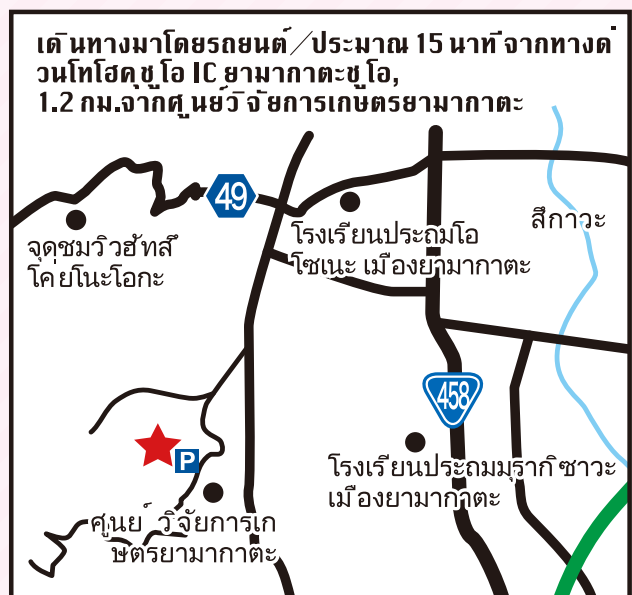 เดินทางมาโดยรถยนต์／ประมาณ 15 นาทีจากทางด่
วนโทโฮคุชูโอ IC ยามากาตะชูโอ,
1.2 กม.จากศูนย์วิจัยการเกษตรยามากาตะ
49
โรงเรียนประถมโอ
โซเนะ เมืองยามากาตะ
สึกาวะ
จุดชมวิวฮัทสึ
โค่ยโนะโอกะ
458
P
โรงเรียนประถมมุรากิซาวะ
เมืองยามากาตะ
ศูนย์วิจัยการเก
ษตรยามากาตะ